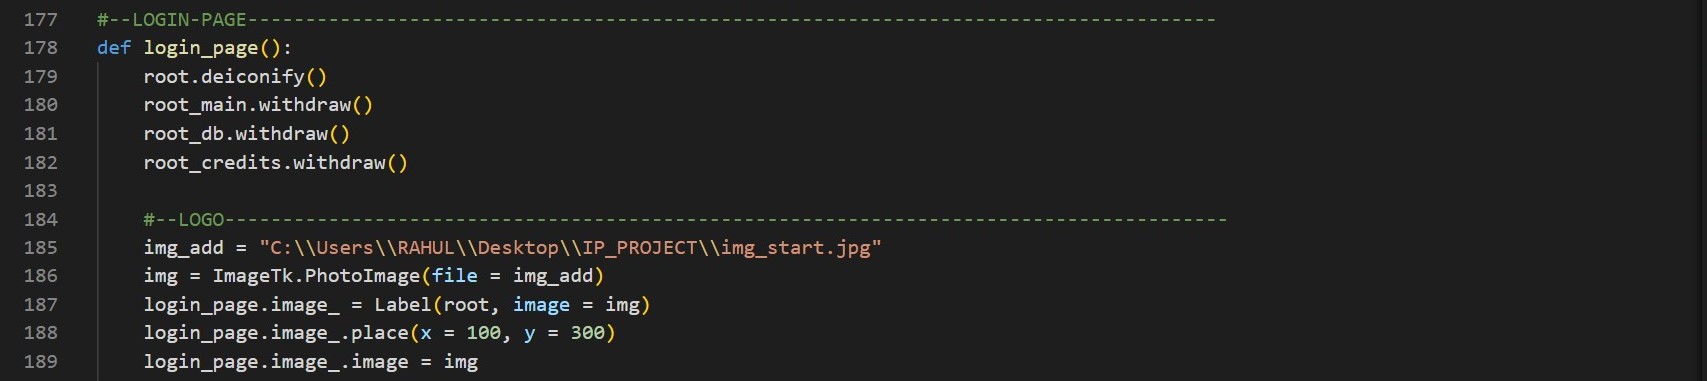 177 #--LOGIN-PAGE------------------------------------------------------------------------------------
178 def login_page():
179     root.deiconify()
180     root_main.withdraw()
181     root_db.withdraw()
182     root_credits.withdraw()
183
184     #--LOGO---------------------------------------------------------------------------------------
185     img_add = "C:\\Users\\RAHUL\\Desktop\\IP_PROJECT\\img_start.jpg"
186     img = ImageTk.PhotoImage(file = img_add)
187     login_page.image_ = Label(root, image = img)
188     login_page.image_.place(x = 100, y = 300)
189     login_page.image_.image = img